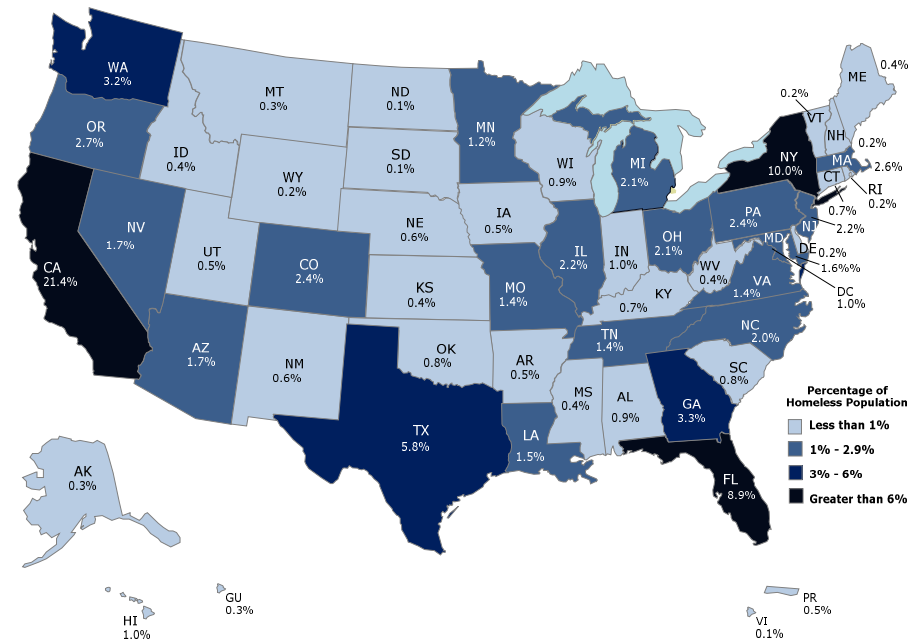 WA
3.2%
OR
2.7%
CA
21.4%
NV
1.7%
ID
0.4%
MT
0.3%
WY
0.2%
UT
0.5%
CO
2.4%
AZ
1.7%
NM
0.6%
ND
0.1%
SD
0.1%
NE
0.6%
KS
0.4%
OK
0.8%
TX
5.8%
MN
1.2%
IA
0.5%
MO
1.4%
AR
0.5%
LA
1.5%
WI
0.9%
IL
2.2%
MI
2.1%
IN
1.0%
OH
2.1%
KY
0.7%
TN
1.4%
MS
0.4%
AL
0.9%
GA
3.3%
FL
8.9%
SC
0.8%
NC
2.0%
VA
1.4%
WV
0.4%
PA
2.4%
NY
10.0%
ME
0.4%
0.2%
VT
NH
0.2%
MA
2.6%
RI
0.2%
CT
0.7%
NJ
2.2%
DE
0.2%
MD
1.6%%
DC
1.0%
AK
0.3%
HI
1.0%
GU
0.3%
PR
0.5%
VI
0.1%
Percentage of
Homeless Population
Less than 1%
1% - 2.9%
3% - 6%
Greater than 6%